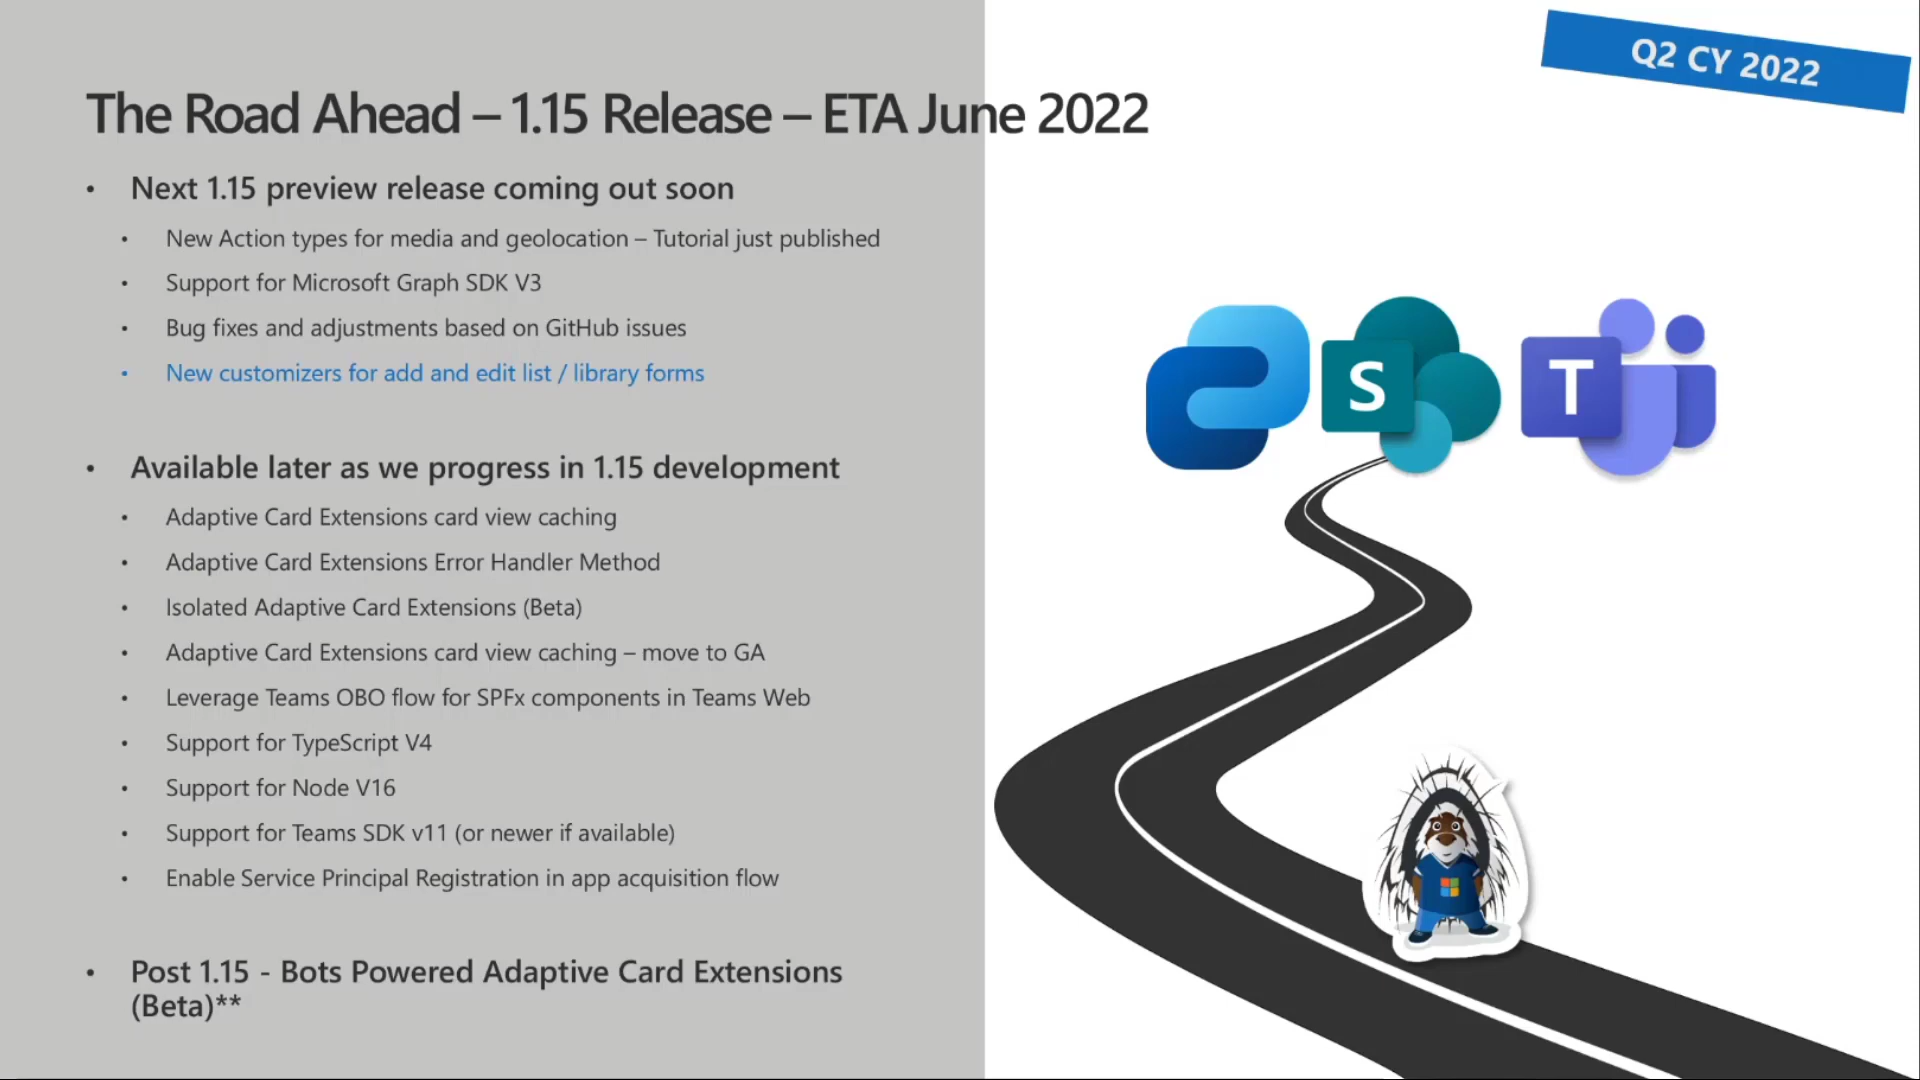 Q2 CY 2022
The Road Ahead – 1.15 Release – ETA June 2022
• Next 1.15 preview release coming out soon
• New Action types for media and geolocation – Tutorial just published
• Support for Microsoft Graph SDK V3
• Bug fixes and adjustments based on GitHub issues
• New customizers for add and edit list / library forms
• Available later as we progress in 1.15 development
• Adaptive Card Extensions card view caching
• Adaptive Card Extensions Error Handler Method
• Isolated Adaptive Card Extensions (Beta)
• Adaptive Card Extensions card view caching – move to GA
• Leverage Teams OBO flow for SPFx components in Teams Web
• Support for TypeScript V4
• Support for Node V16
• Support for Teams SDK v11 (or newer if available)
• Enable Service Principal Registration in app acquisition flow
• Post 1.15 - Bots Powered Adaptive Card Extensions
(Beta)**
S
T